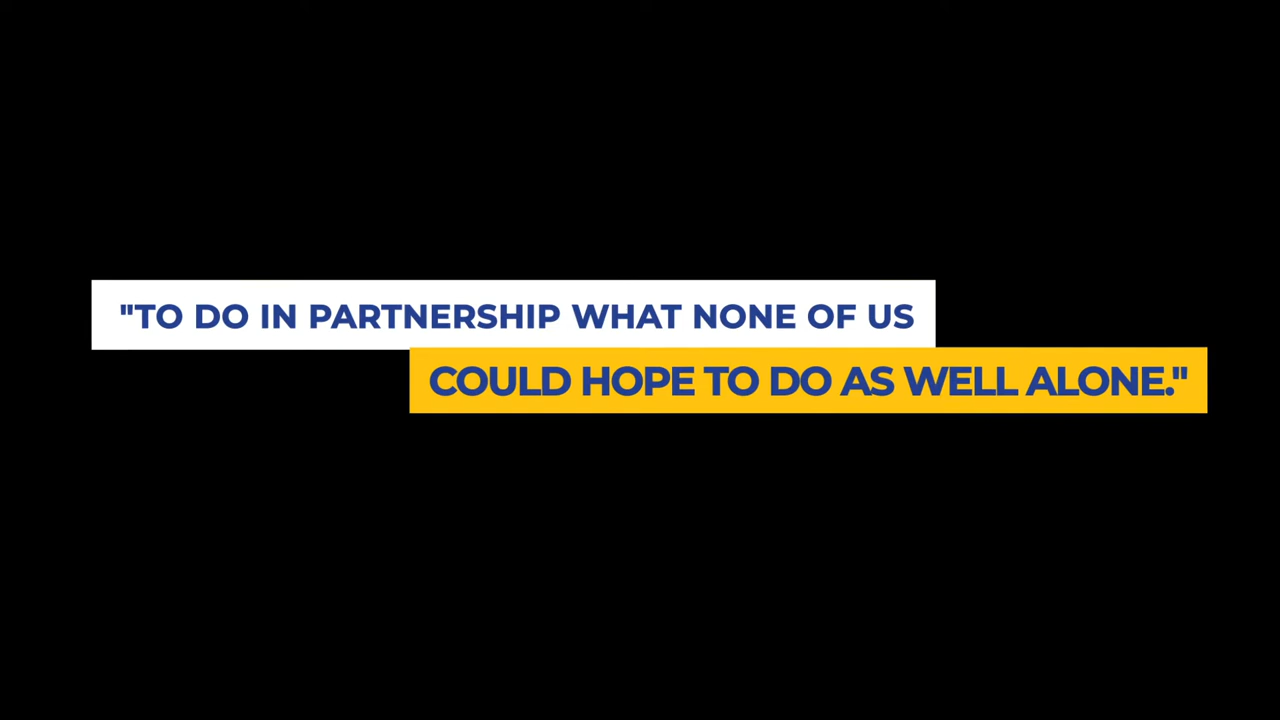 "TO DO IN PARTNERSHIP WHAT NONE OF US
COULD HOPE TO DO AS WELL ALONE."